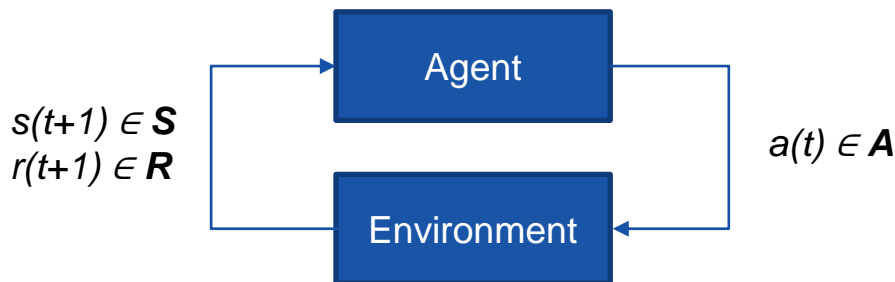 Agent
s(t+1) ∈ S
r(t+1) ∈ R
a(t) ∈ A
Environment